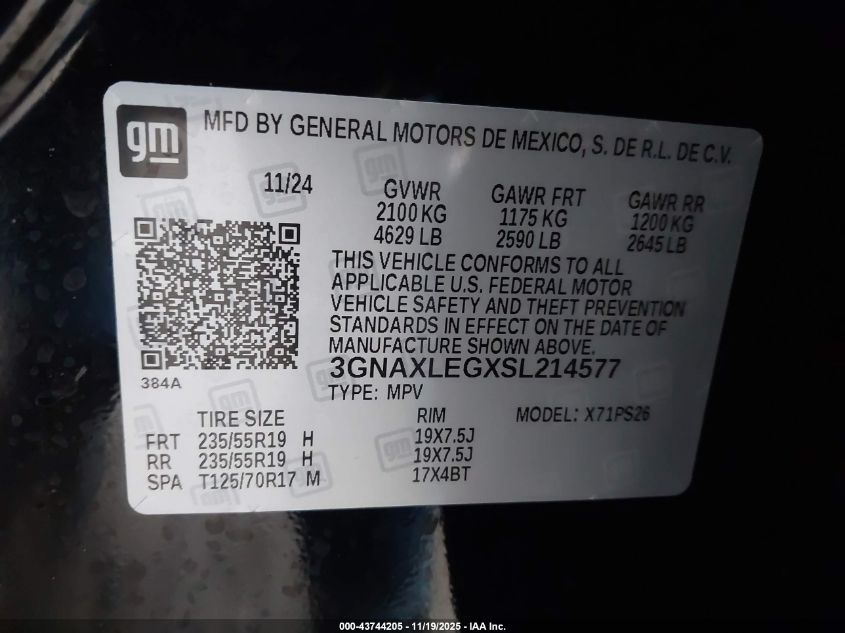 gm
MFD BY GENERAL MOTORS DE MEXICO, S. DE R.L. DE C.V.
11/24 GVWR GAWR FRT GAWR RR
2100 KG 1175 KG 1200 KG
4629 LB 2590 LB 2645 LB
THIS VEHICLE CONFORMS TO ALL
APPLICABLE U.S. FEDERAL MOTOR
VEHICLE SAFETY AND THEFT PREVENTION
STANDARDS IN EFFECT ON THE DATE OF
MANUFACTURE SHOWN ABOVE.
384A
3GNAXLEGXSL214577
TYPE: MPV
TIRE SIZE RIM MODEL: X71PS26
FRT 235/55R19 H 19X7.5J
RR 235/55R19 H 19X7.5J
SPA T125/70R17 M 17X4BT
000-43744205 - 11/19/2025 - IAA Inc.